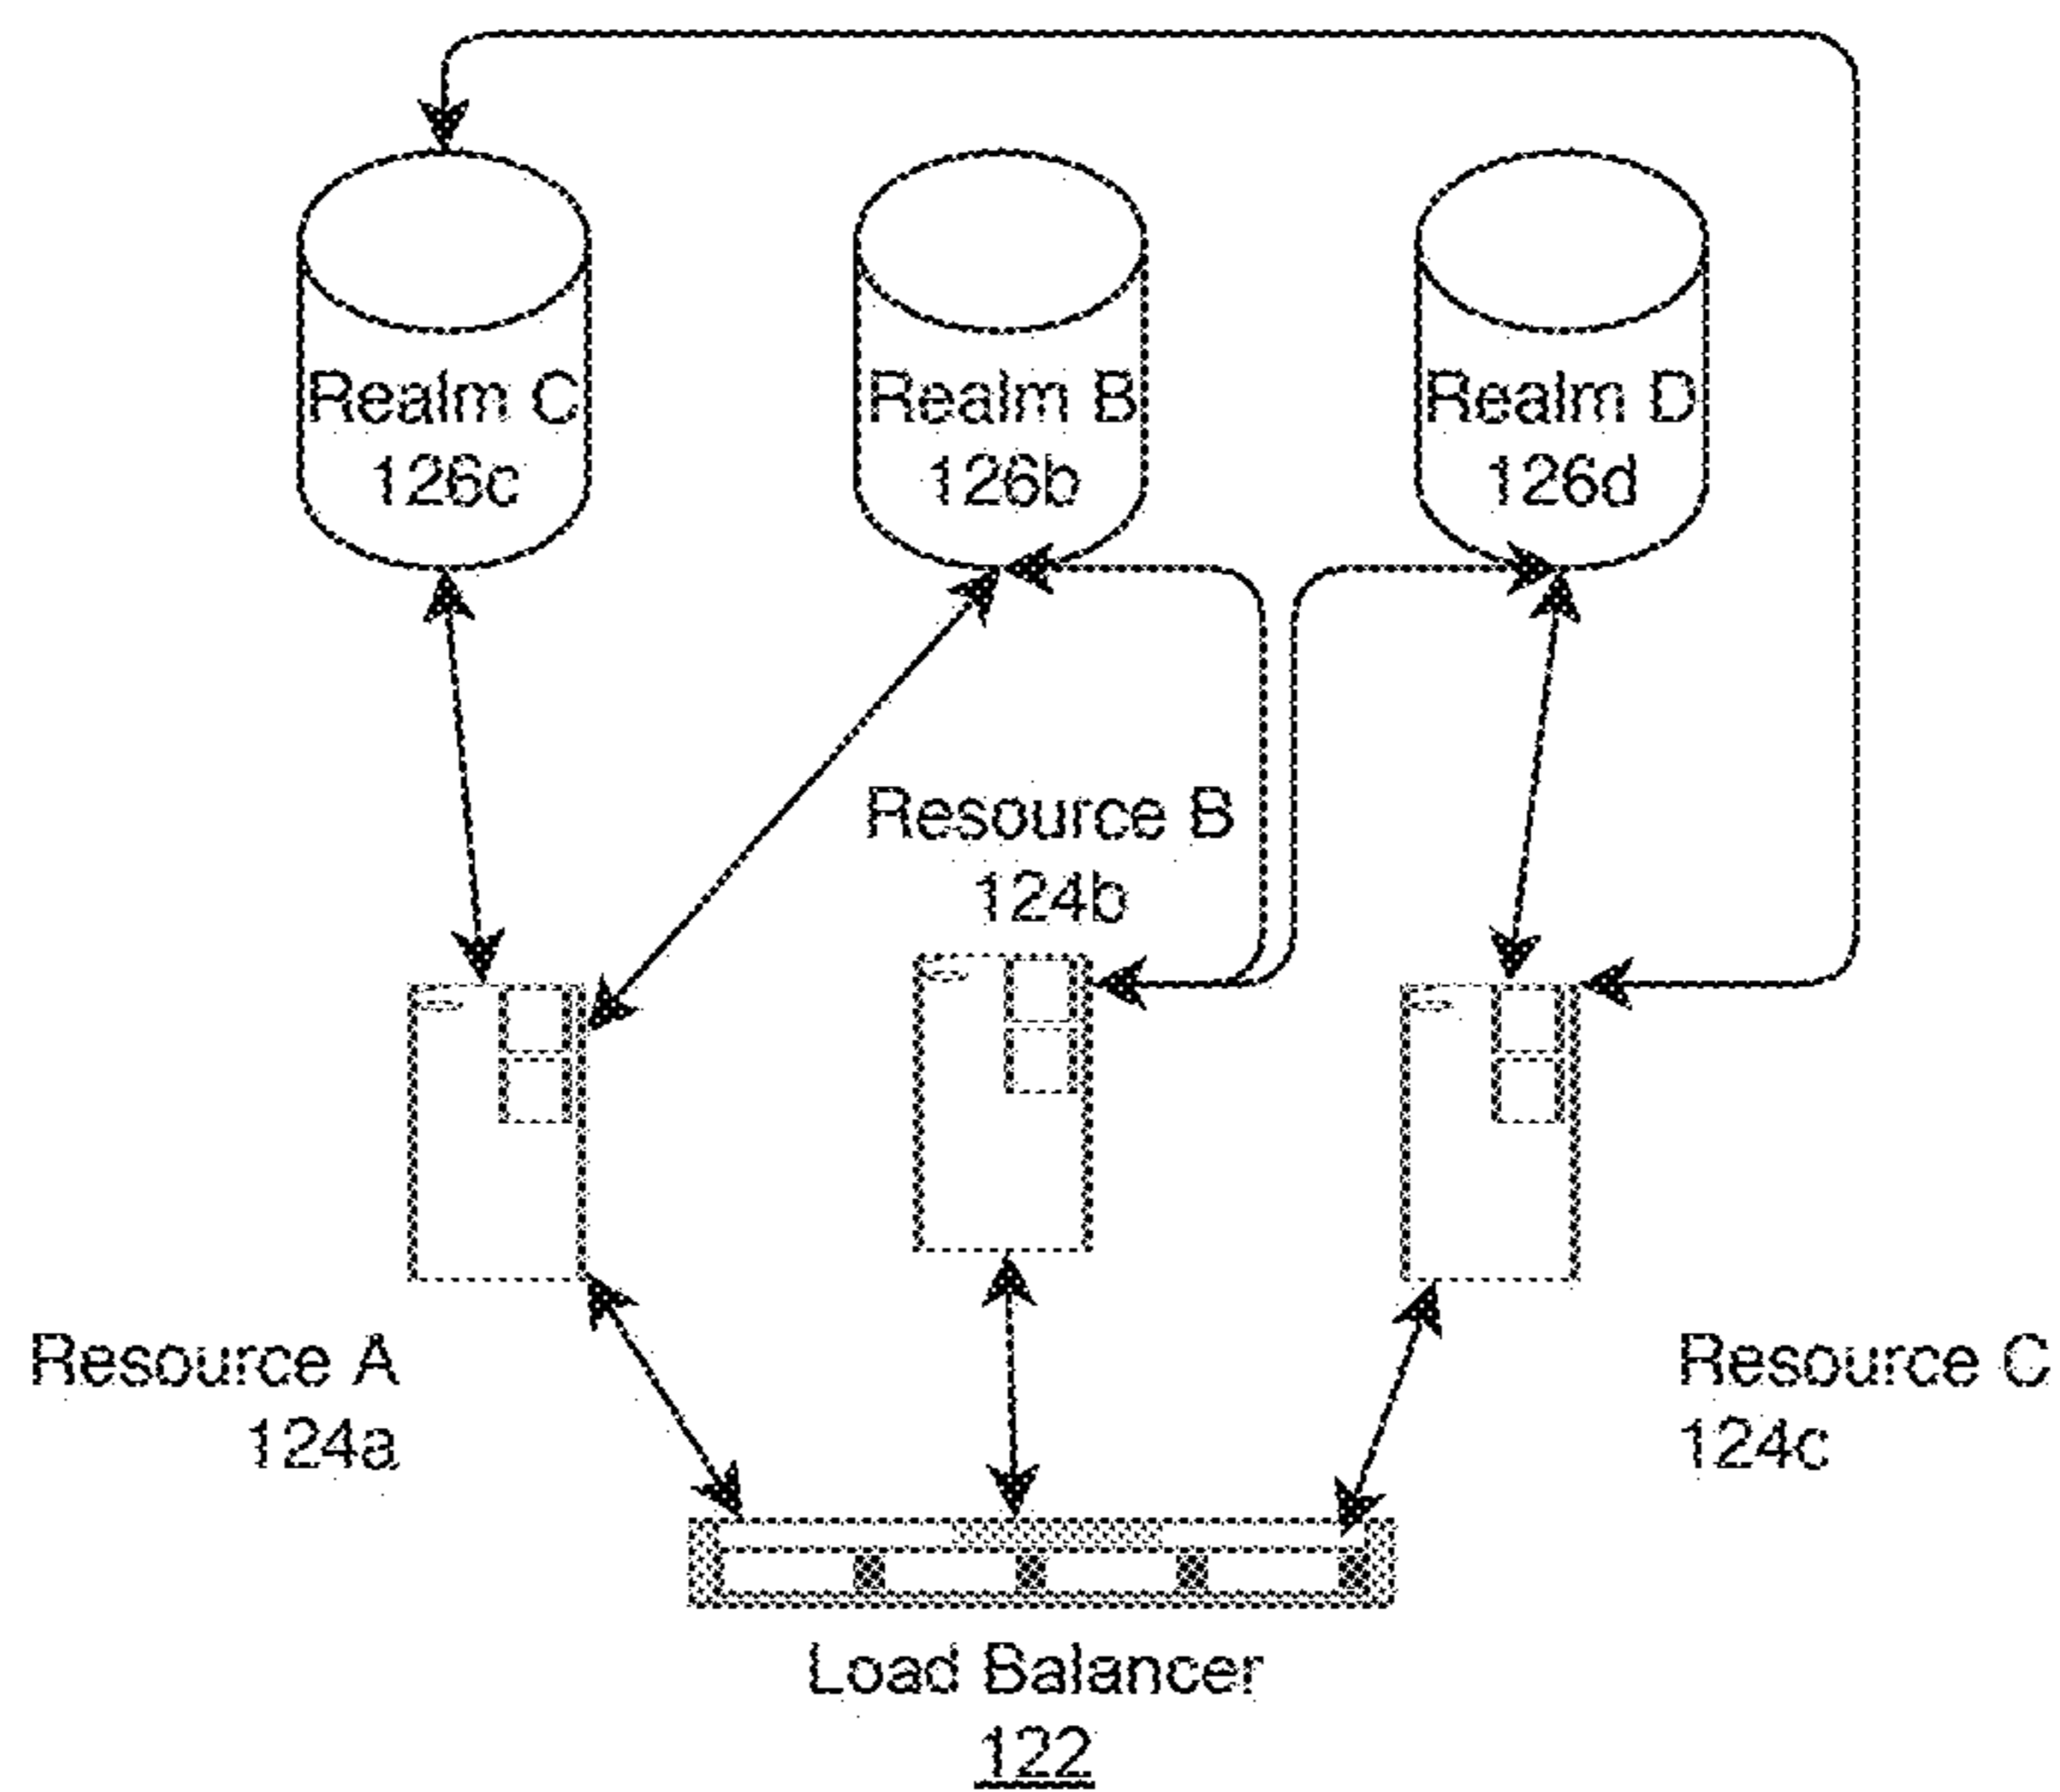 Realm C
126c
Realm B
126b
Realm D
126d
Resource B
124b
Resource A
124a
Resource C
124c
Load Balancer
122